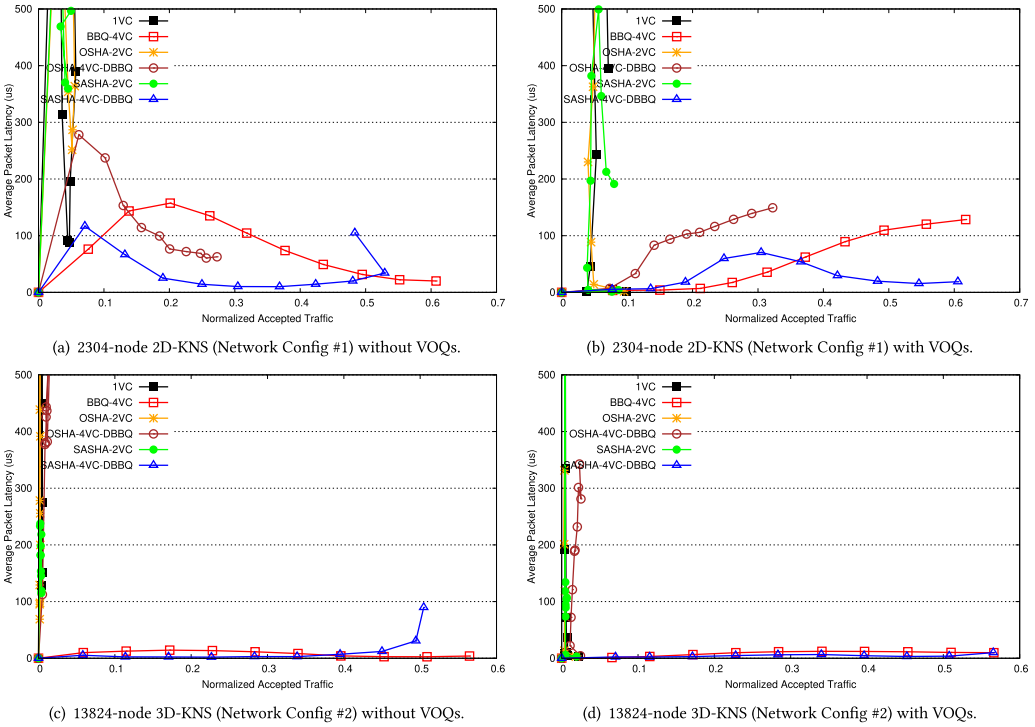 500
400
300
200
100
0
Average Packet Latency (us)
1VC
BBQ-4VC
OSHA-2VC
OSHA-4VC-DBBQ
SASHA-2VC
SASHA-4VC-DBBQ
0 0.1 0.2 0.3 0.4 0.5 0.6 0.7
Normalized Accepted Traffic
(a) 2304-node 2D-KNS (Network Config #1) without VOQs.
500
400
300
200
100
0
Average Packet Latency (us)
1VC
BBQ-4VC
OSHA-2VC
OSHA-4VC-DBBQ
SASHA-2VC
SASHA-4VC-DBBQ
0 0.1 0.2 0.3 0.4 0.5 0.6 0.7
Normalized Accepted Traffic
(b) 2304-node 2D-KNS (Network Config #1) with VOQs.
500
400
300
200
100
0
Average Packet Latency (us)
1VC
BBQ-4VC
OSHA-2VC
OSHA-4VC-DBBQ
SASHA-2VC
SASHA-4VC-DBBQ
0 0.1 0.2 0.3 0.4 0.5 0.6
Normalized Accepted Traffic
(c) 13824-node 3D-KNS (Network Config #2) without VOQs.
500
400
300
200
100
0
Average Packet Latency (us)
1VC
BBQ-4VC
OSHA-2VC
OSHA-4VC-DBBQ
SASHA-2VC
SASHA-4VC-DBBQ
0 0.1 0.2 0.3 0.4 0.5 0.6
Normalized Accepted Traffic
(d) 13824-node 3D-KNS (Network Config #2) with VOQs.